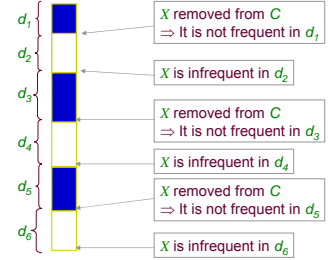 d1
X removed from C
⇒ It is not frequent in d1
d2
X is infrequent in d2
d3
X removed from C
⇒ It is not frequent in d3
d4
X is infrequent in d4
d5
X removed from C
⇒ It is not frequent in d5
d6
X is infrequent in d6